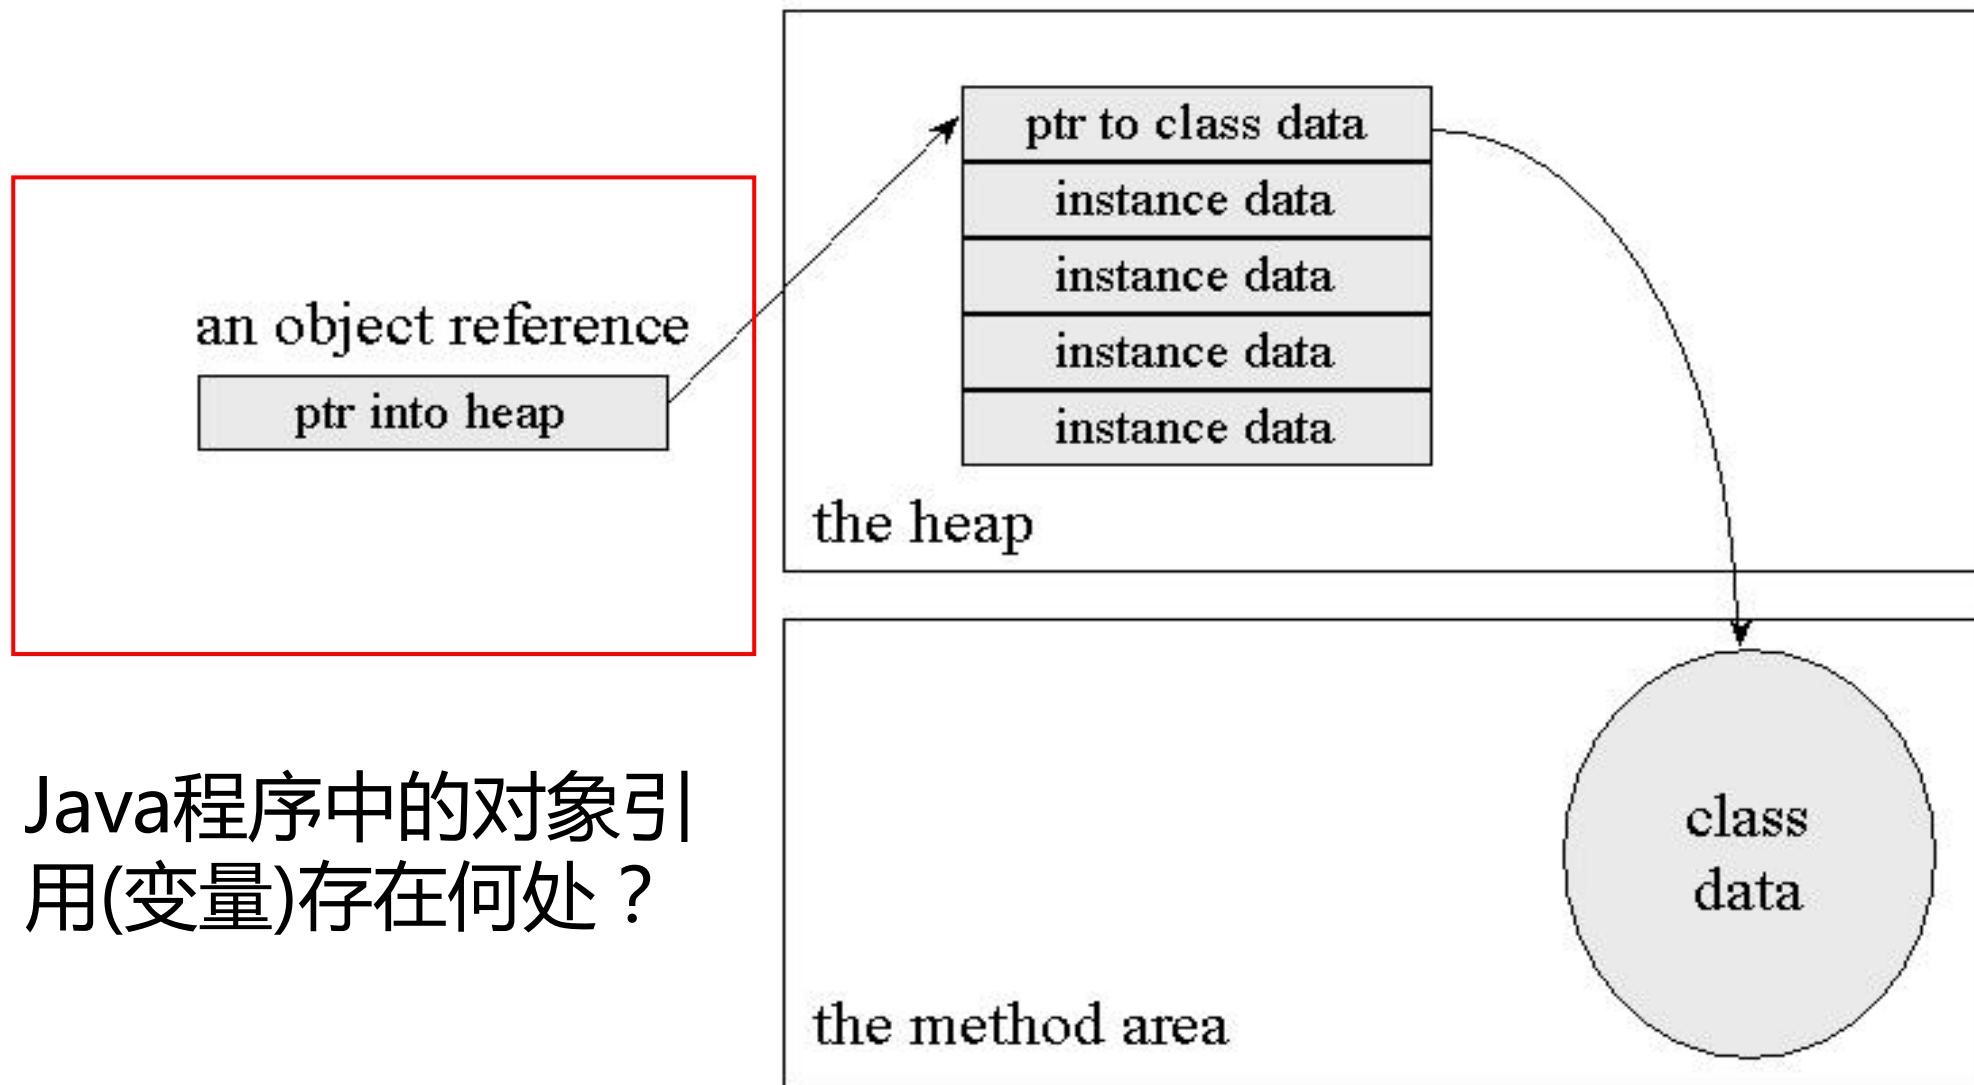 an object reference
ptr into heap
ptr to class data
instance data
instance data
instance data
instance data
the heap
Java程序中的对象引
用(变量)存在何处？
class
data
the method area